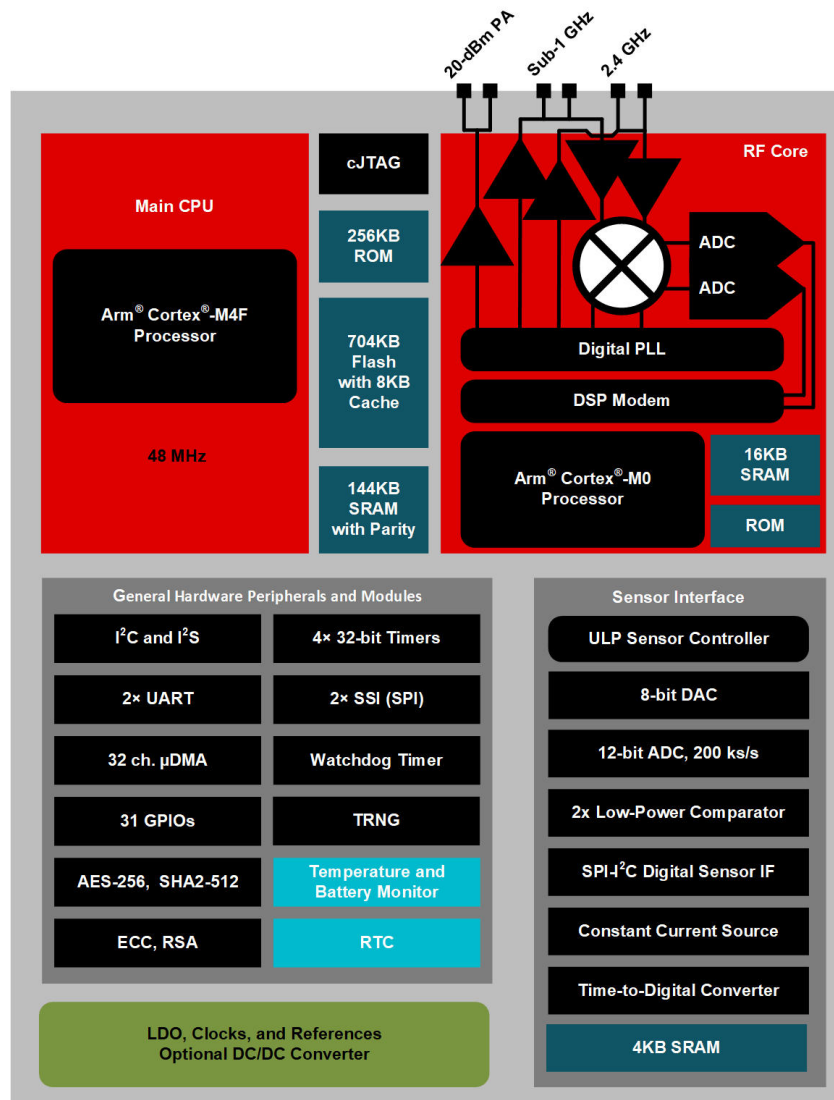 20-dBm PA
Sub-1 GHz
2.4 GHz
Main CPU
Arm® Cortex®-M4F
Processor
48 MHz
cJTAG
256KB
ROM
704KB
Flash
with 8KB
Cache
144KB
SRAM
with Parity
RF Core
ADC
ADC
Digital PLL
DSP Modem
Arm® Cortex®-M0
Processor
16KB
SRAM
ROM
General Hardware Peripherals and Modules
I²C and I²S
4× 32-bit Timers
2× UART
2× SSI (SPI)
32 ch. µDMA
Watchdog Timer
31 GPIOs
TRNG
AES-256, SHA2-512
Temperature and
Battery Monitor
ECC, RSA
RTC
LDO, Clocks, and References
Optional DC/DC Converter
Sensor Interface
ULP Sensor Controller
8-bit DAC
12-bit ADC, 200 ks/s
2x Low-Power Comparator
SPI-I²C Digital Sensor IF
Constant Current Source
Time-to-Digital Converter
4KB SRAM